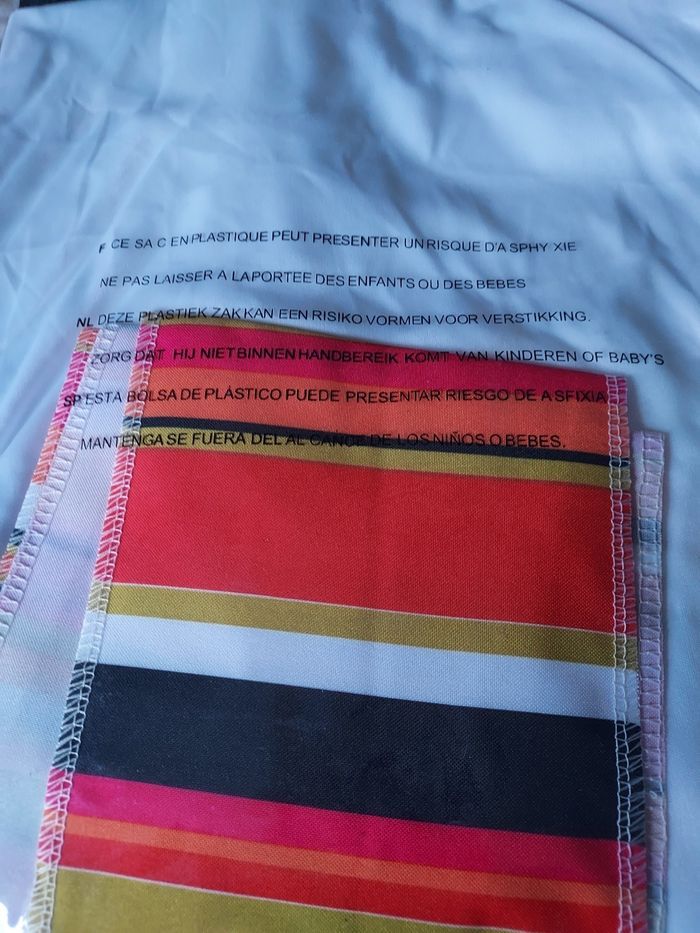 F CE SA C EN PLASTIQUE PEUT PRESENTER UN RISQUE D'A SPHY XIE
NE PAS LAISSER A LAPORTEE DES ENFANTS OU DES BEBES
NL DEZE PLASTIEK ZAK KAN EEN RISIKO VORMEN VOOR VERSTIKKING.
ZORG DAT HIJ NIET BINNEN HANDBEREIK KOMT VAN KINDEREN OF BABY'S
SP ESTA BOLSA DE PLÁSTICO PUEDE PRESENTAR RIESGO DE A SFIXIA
MANTENGA SE FUERA DEL AL CANCE DE LOS NIÑOS O BEBES.